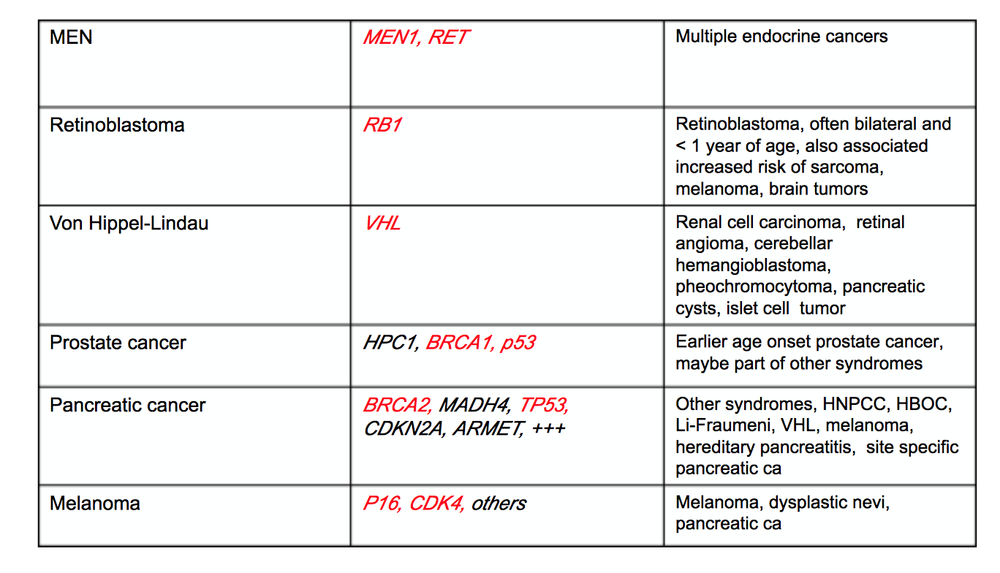 MEN
MEN1, RET
Multiple endocrine cancers
Retinoblastoma
RB1
Retinoblastoma, often bilateral and
< 1 year of age, also associated
increased risk of sarcoma,
melanoma, brain tumors
Von Hippel-Lindau
VHL
Renal cell carcinoma,  retinal
angioma, cerebellar
hemangioblastoma,
pheochromocytoma, pancreatic
cysts, islet cell  tumor
Prostate cancer
HPC1, BRCA1, p53
Earlier age onset prostate cancer,
maybe part of other syndromes
Pancreatic cancer
BRCA2, MADH4, TP53,
CDKN2A, ARMET, +++
Other syndromes, HNPCC, HBOC,
Li-Fraumeni, VHL, melanoma,
hereditary pancreatitis,  site specific
pancreatic ca
Melanoma
P16, CDK4, others
Melanoma, dysplastic nevi,
pancreatic ca